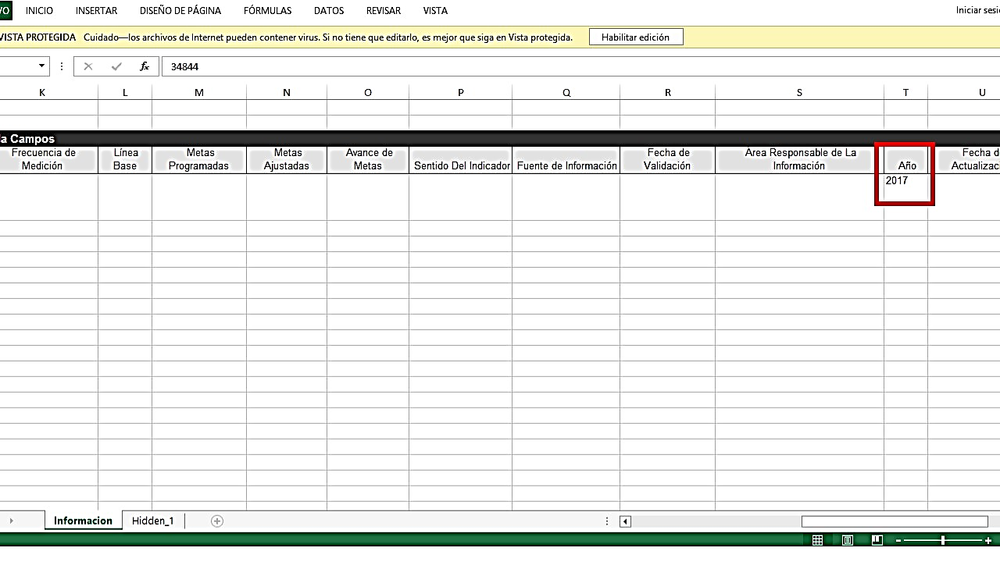 VO INICIO INSERTAR DISEÑO DE PÁGINA FÓRMULAS DATOS REVISAR VISTA Iniciar sesi
VISTA PROTEGIDA Cuidado—los archivos de Internet pueden contener virus. Si no tiene que editarlo, es mejor que siga en Vista protegida. Habilitar edición
fx 34844
K L M N O P Q R S T U
la Campos
Frecuencia de Línea Metas Metas Avance de Fecha de Area Responsable de La Fecha d
Medición Base Programadas Ajustadas Metas Sentido Del Indicador Fuente de Información Validación Información Año Actualizac
2017
Informacion Hidden_1